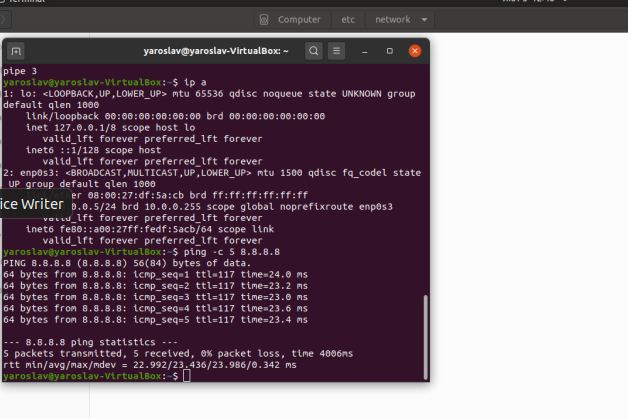 Terminal
Computer
etc
network
yaroslav@yaroslav-VirtualBox: ~
pipe 3
yaroslav@yaroslav-VirtualBox:~$ ip a
1: lo: <LOOPBACK,UP,LOWER_UP> mtu 65536 qdisc noqueue state UNKNOWN group
default qlen 1000
link/loopback 00:00:00:00:00:00 brd 00:00:00:00:00:00
inet 127.0.0.1/8 scope host lo
valid_lft forever preferred_lft forever
inet6 ::1/128 scope host
valid_lft forever preferred_lft forever
2: enp0s3: <BROADCAST,MULTICAST,UP,LOWER_UP> mtu 1500 qdisc fq_codel state
UP group default qlen 1000
08:00:27:df:5a:cb brd ff:ff:ff:ff:ff:ff
ice Writer
.0.5/24 brd 10.0.0.255 scope global noprefixroute enp0s3
valid_lft forever preferred_lft forever
inet6 fe80::a00:27ff:fedf:5acb/64 scope link
valid_lft forever preferred_lft forever
yaroslav@yaroslav-VirtualBox:~$ ping -c 5 8.8.8.8
PING 8.8.8.8 (8.8.8.8) 56(84) bytes of data.
64 bytes from 8.8.8.8: icmp_seq=1 ttl=117 time=24.0 ms
64 bytes from 8.8.8.8: icmp_seq=2 ttl=117 time=23.2 ms
64 bytes from 8.8.8.8: icmp_seq=3 ttl=117 time=23.0 ms
64 bytes from 8.8.8.8: icmp_seq=4 ttl=117 time=23.6 ms
64 bytes from 8.8.8.8: icmp_seq=5 ttl=117 time=23.4 ms
--- 8.8.8.8 ping statistics ---
5 packets transmitted, 5 received, 0% packet loss, time 4006ms
rtt min/avg/max/mdev = 22.992/23.436/23.986/0.342 ms
yaroslav@yaroslav-VirtualBox:~$